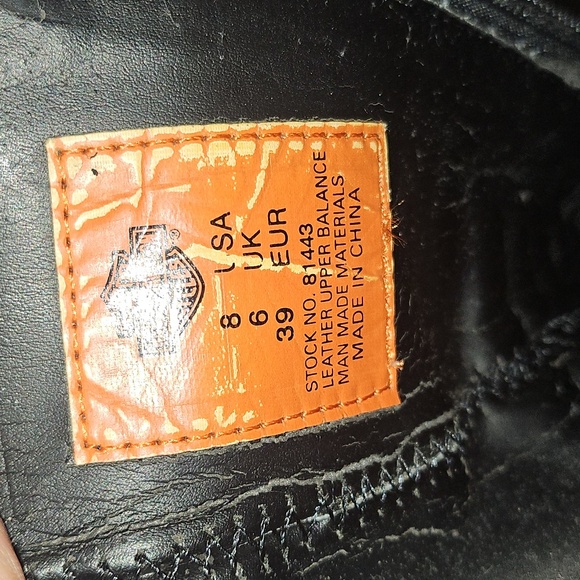 ®
8 USA
6 UK
39 EUR
STOCK NO. 81443
LEATHER UPPER BALANCE
MAN MADE MATERIALS
MADE IN CHINA